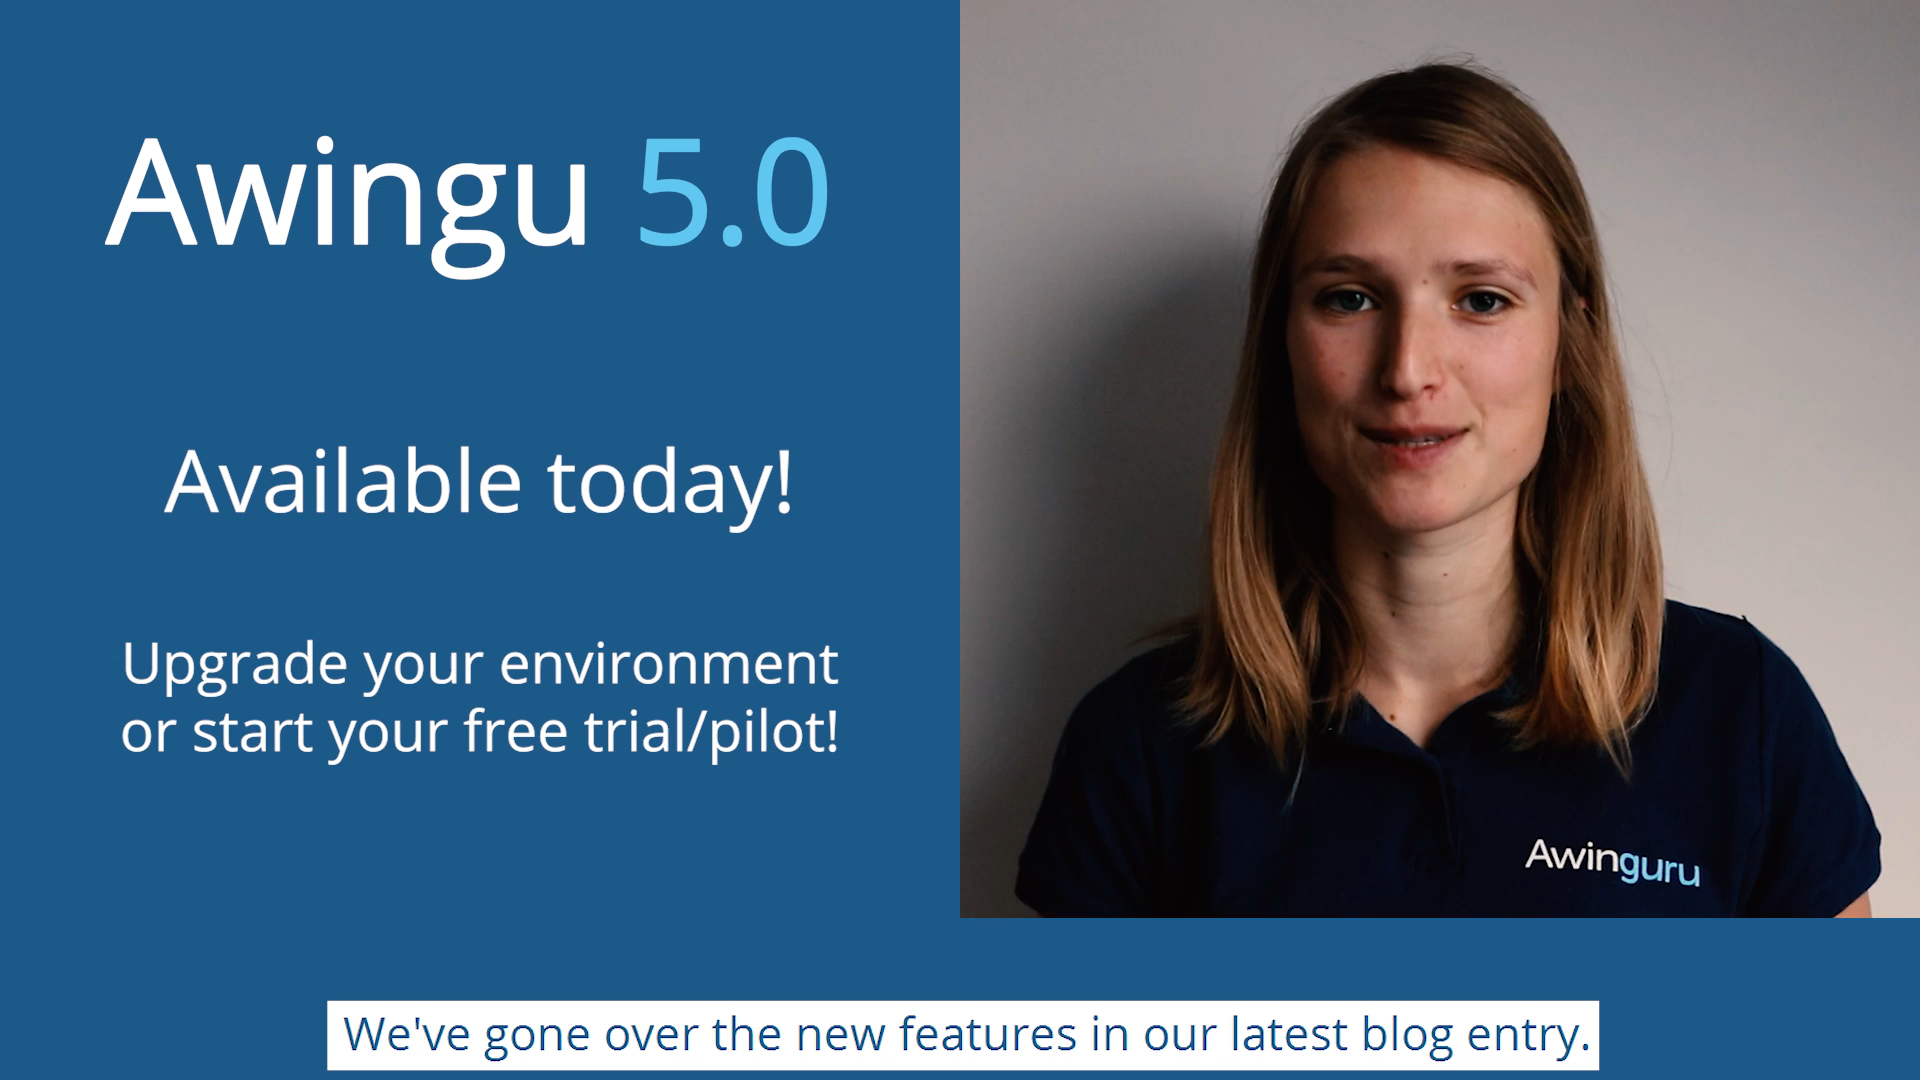 Awingu 5.0
Available today!
Upgrade your environment
or start your free trial/pilot!
Awinguru
We've gone over the new features in our latest blog entry.